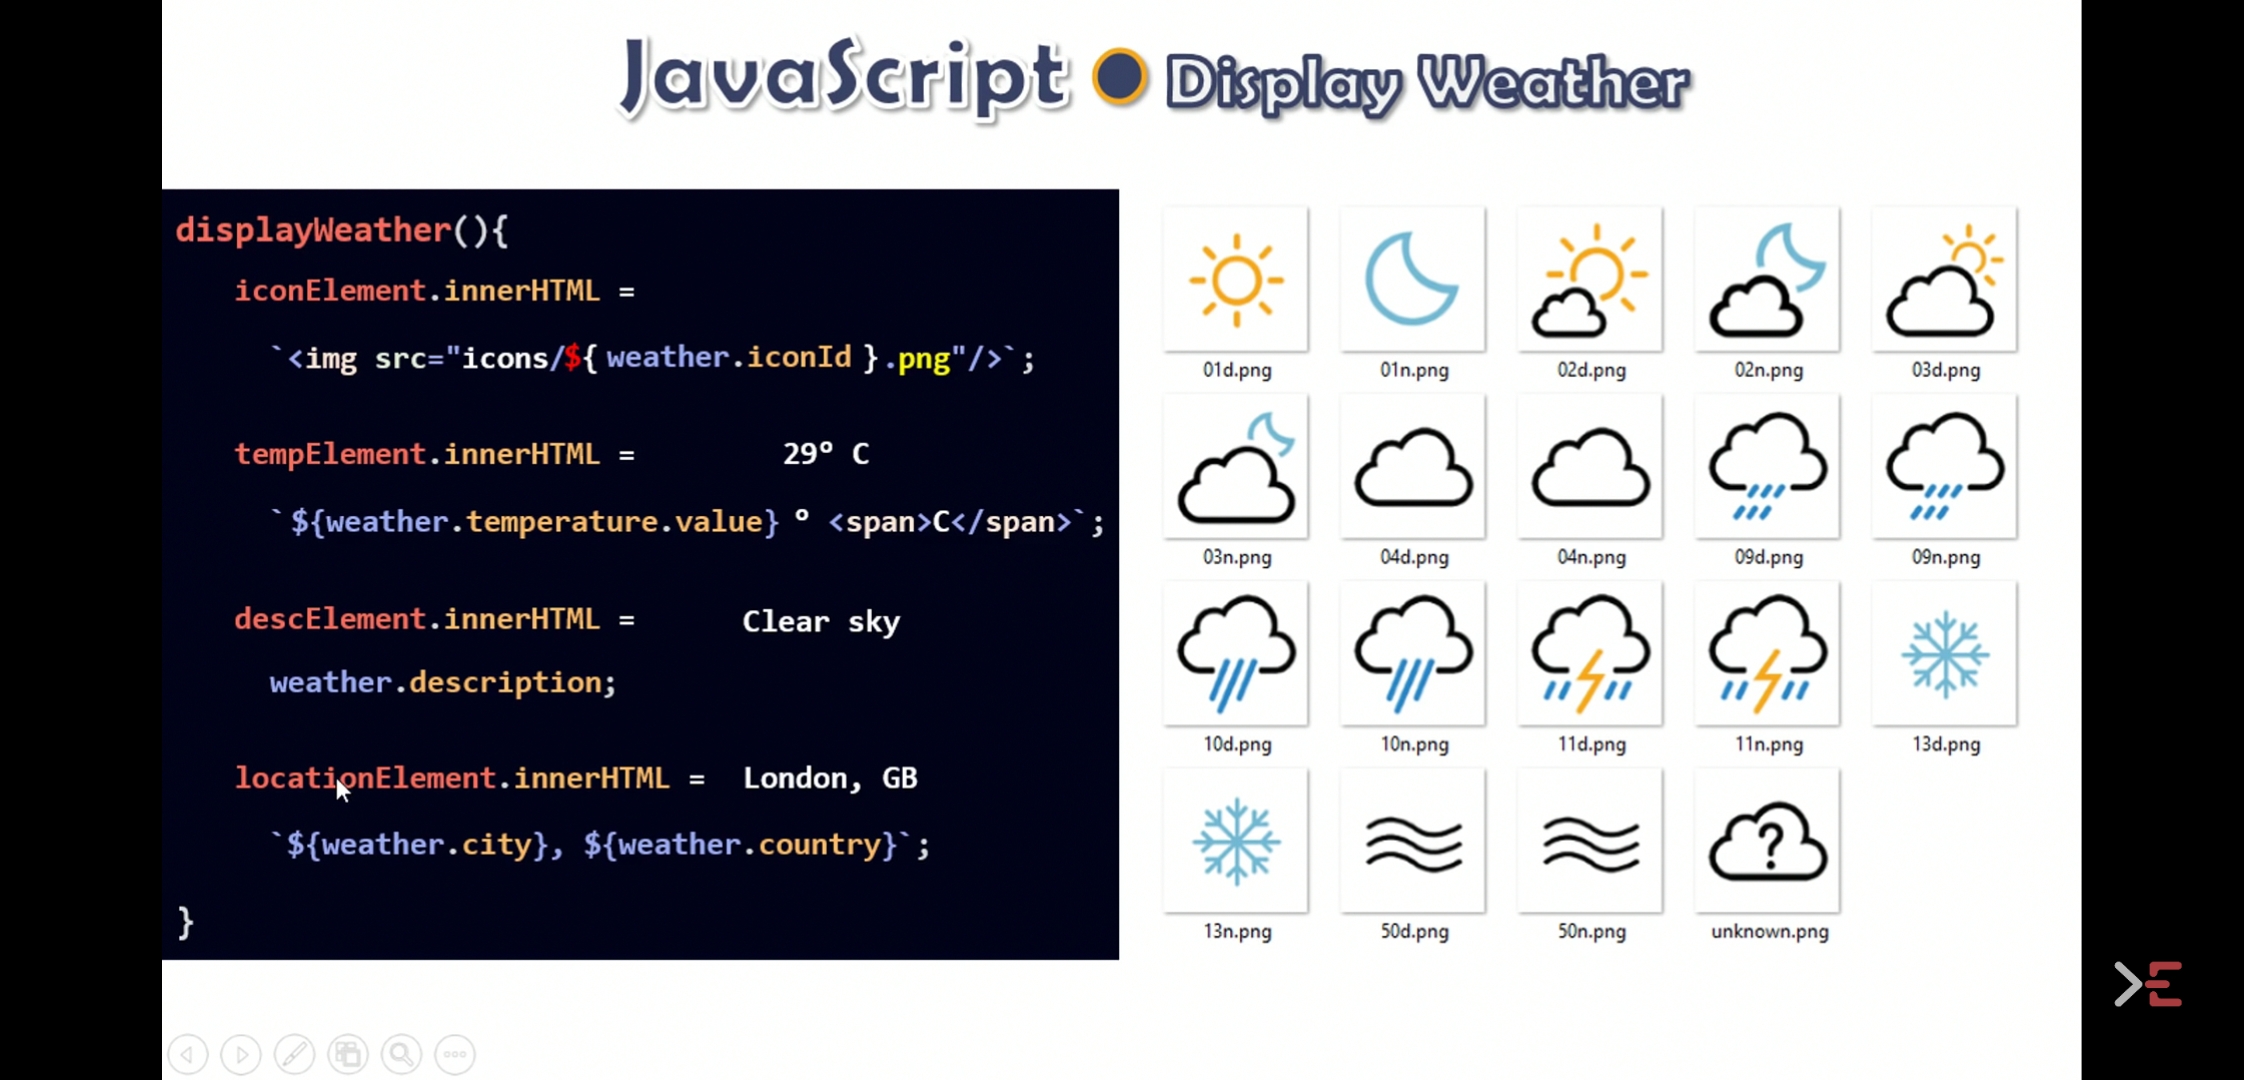 JavaScript Display Weather
displayWeather(){
iconElement.innerHTML =
`<img src="icons/${ weather.iconId }.png"/>`;
tempElement.innerHTML = 29° C
`${weather.temperature.value} ° <span>C</span>`;
descElement.innerHTML = Clear sky
weather.description;
locationElement.innerHTML = London, GB
`${weather.city}, ${weather.country}`;
}
01d.png 01n.png 02d.png 02n.png 03d.png
03n.png 04d.png 04n.png 09d.png 09n.png
10d.png 10n.png 11d.png 11n.png 13d.png
?
13n.png 50d.png 50n.png unknown.png